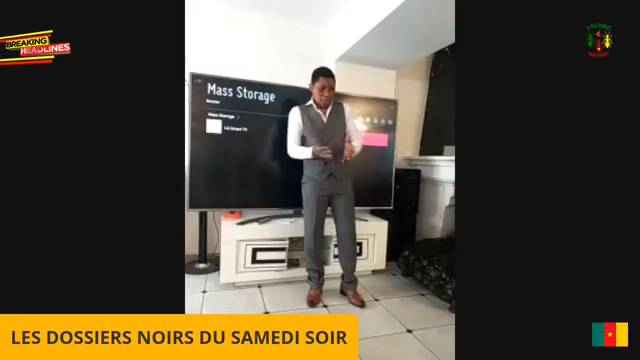 BREAKING
HEADLINES
Mass Storage
Mass Storage /
LG Smart TV
LES DOSSIERS NOIRS DU SAMEDI SOIR